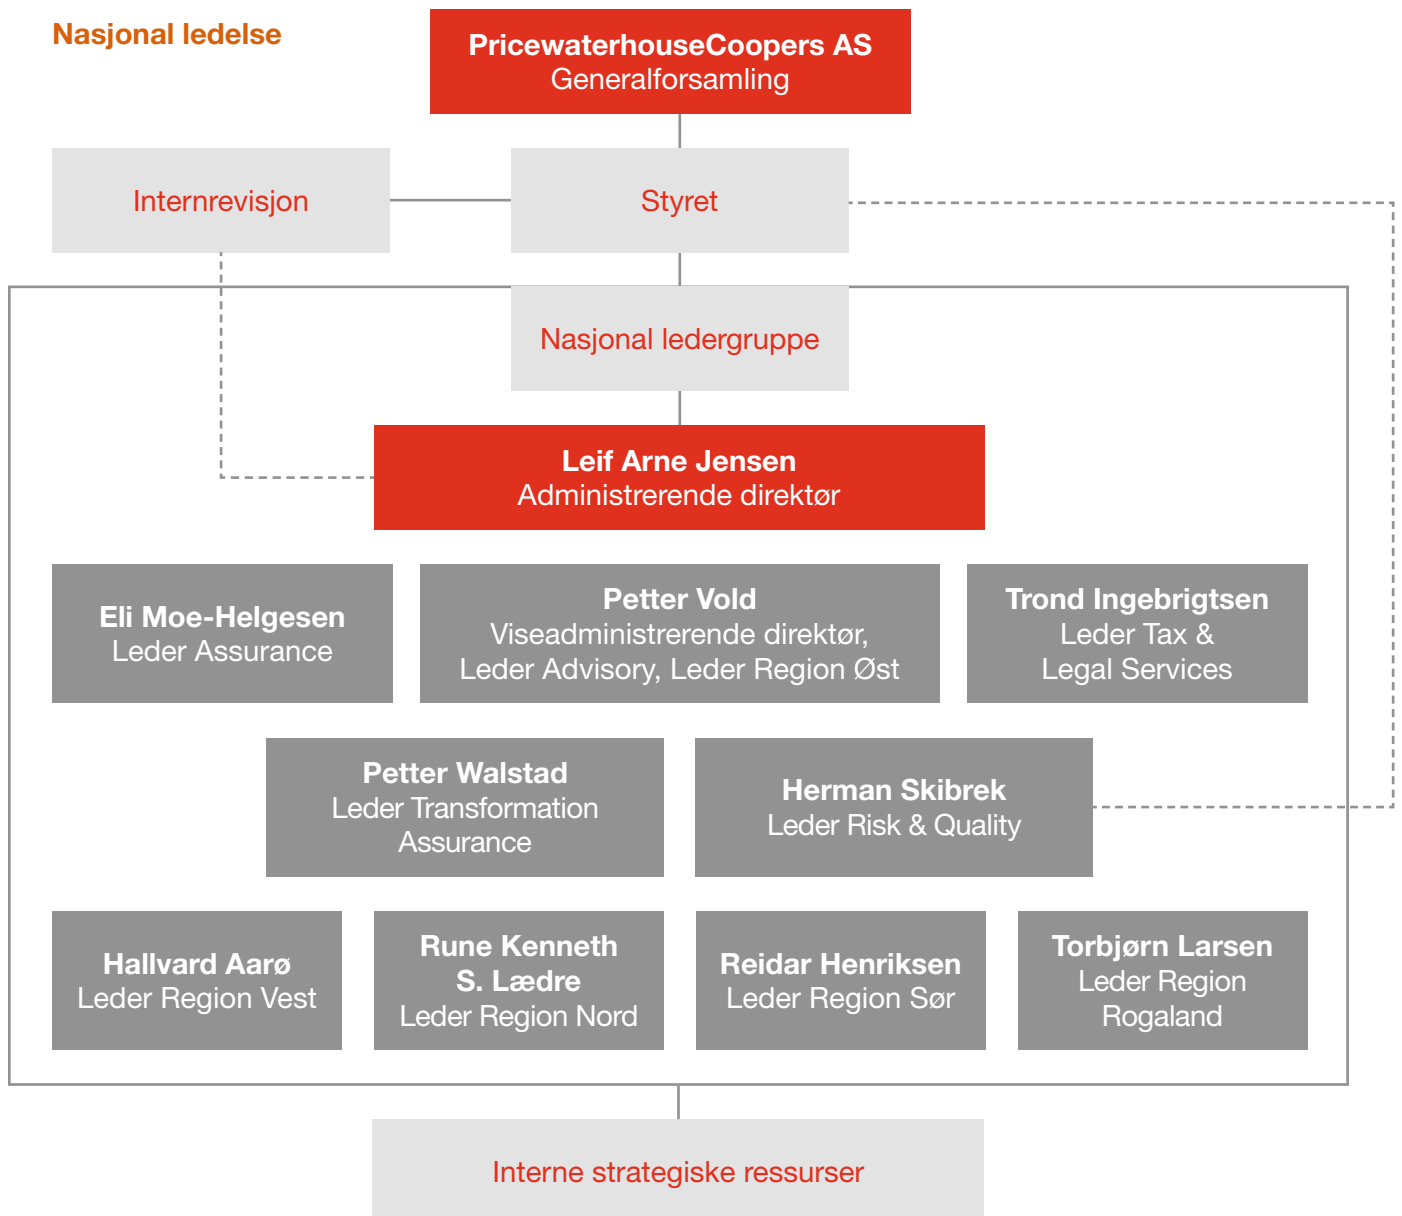 Nasjonal ledelse
PricewaterhouseCoopers AS
Generalforsamling
Internrevisjon
Styret
Nasjonal ledergruppe
Leif Arne Jensen
Administrerende direktør
Eli Moe-Helgesen
Leder Assurance
Petter Vold
Viseadministrerende direktør,
Leder Advisory, Leder Region Øst
Trond Ingebrigtsen
Leder Tax &
Legal Services
Petter Walstad
Leder Transformation
Assurance
Herman Skibrek
Leder Risk & Quality
Hallvard Aarø
Leder Region Vest
Rune Kenneth
S. Lædre
Leder Region Nord
Reidar Henriksen
Leder Region Sør
Torbjørn Larsen
Leder Region
Rogaland
Interne strategiske ressurser